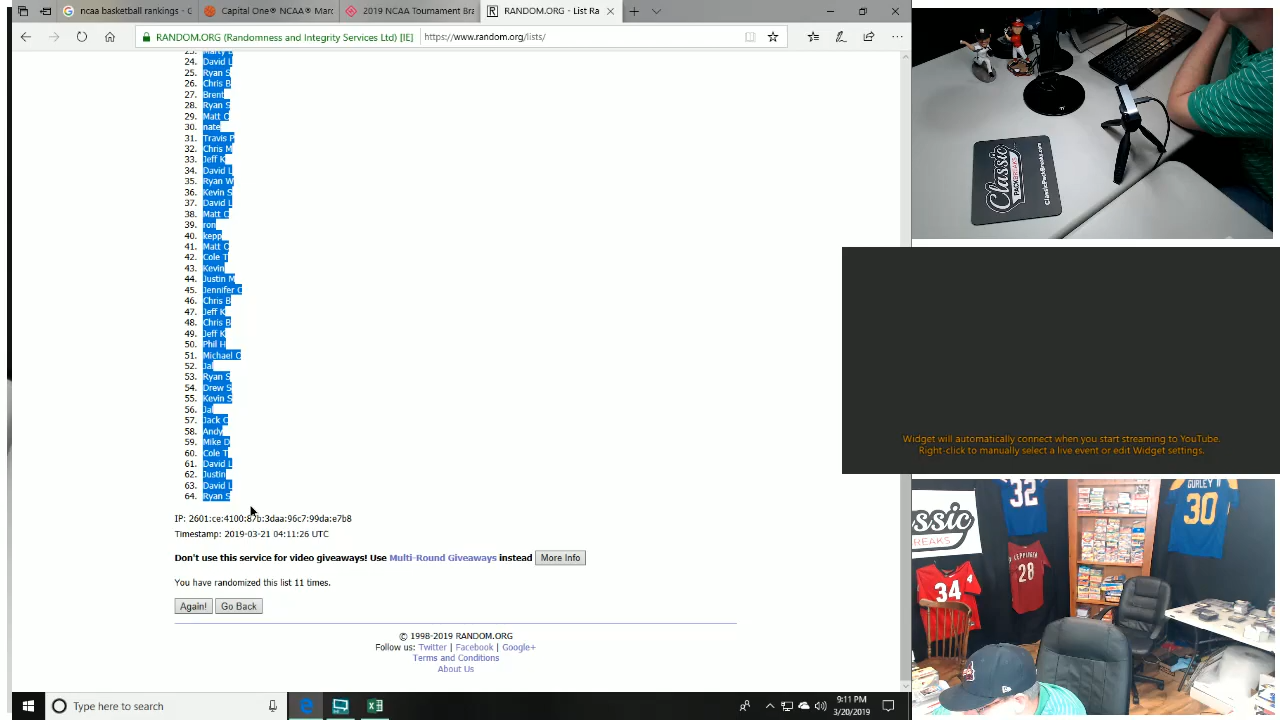 ncaa basketball rankings - G
Capital One® NCAA® Marc
2019 NCAA Tournament Bra
RANDOM.ORG - List Ra
RANDOM.ORG (Randomness and Integrity Services Ltd) [IE]
https://www.random.org/lists/
24. David L
25. Ryan S
26. Chris B
27. Brent
28. Ryan S
29. Matt C
30. nate
31. Travis P
32. Chris M
33. Jeff K
34. David L
35. Ryan W
36. Kevin S
37. David L
38. Matt C
39. ron
40. kepp
41. Matt C
42. Cole T
43. Kevin
44. Justin M
45. Jennifer C
46. Chris B
47. Jeff K
48. Chris B
49. Jeff K
50. Phil H
51. Michael C
52. Jal
53. Ryan S
54. Drew S
55. Kevin S
56. Jal
57. Jack C
58. Andy
59. Mike D
60. Cole T
61. David L
62. Justin
63. David L
64. Ryan S
IP: 2601:ce:4100:87b:3daa:96c7:99da:e7b8
Timestamp: 2019-03-21 04:11:26 UTC
Don't use this service for video giveaways! Use Multi-Round Giveaways instead More Info
You have randomized this list 11 times.
Again! Go Back
© 1998-2019 RANDOM.ORG
Follow us: Twitter | Facebook | Google+
Terms and Conditions
About Us
Type here to search
9:11 PM
3/20/2019
Classic
PACK BREAKS
ClassicPackBreaks.com
Widget will automatically connect when you start streaming to YouTube.
Right-click to manually select a live event or edit Widget settings.
32
GURLEY II
30
28
34